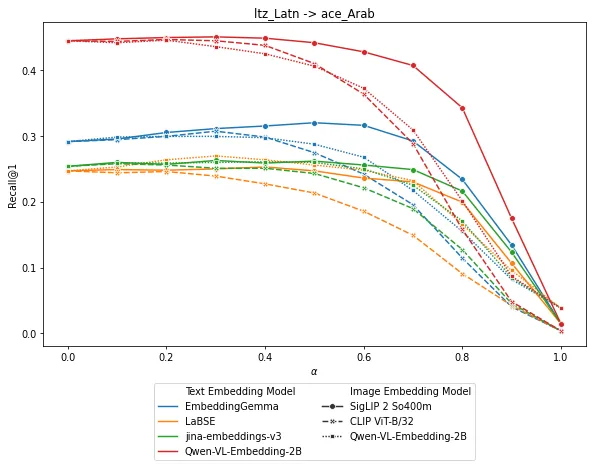 ltz_Latn -> ace_Arab
Recall@1
0.4
0.3
0.2
0.1
0.0
0.0 0.2 0.4 0.6 0.8 1.0
α
Text Embedding Model Image Embedding Model
EmbeddingGemma SigLIP 2 So400m
LaBSE CLIP ViT-B/32
jina-embeddings-v3 Qwen-VL-Embedding-2B
Qwen-VL-Embedding-2B